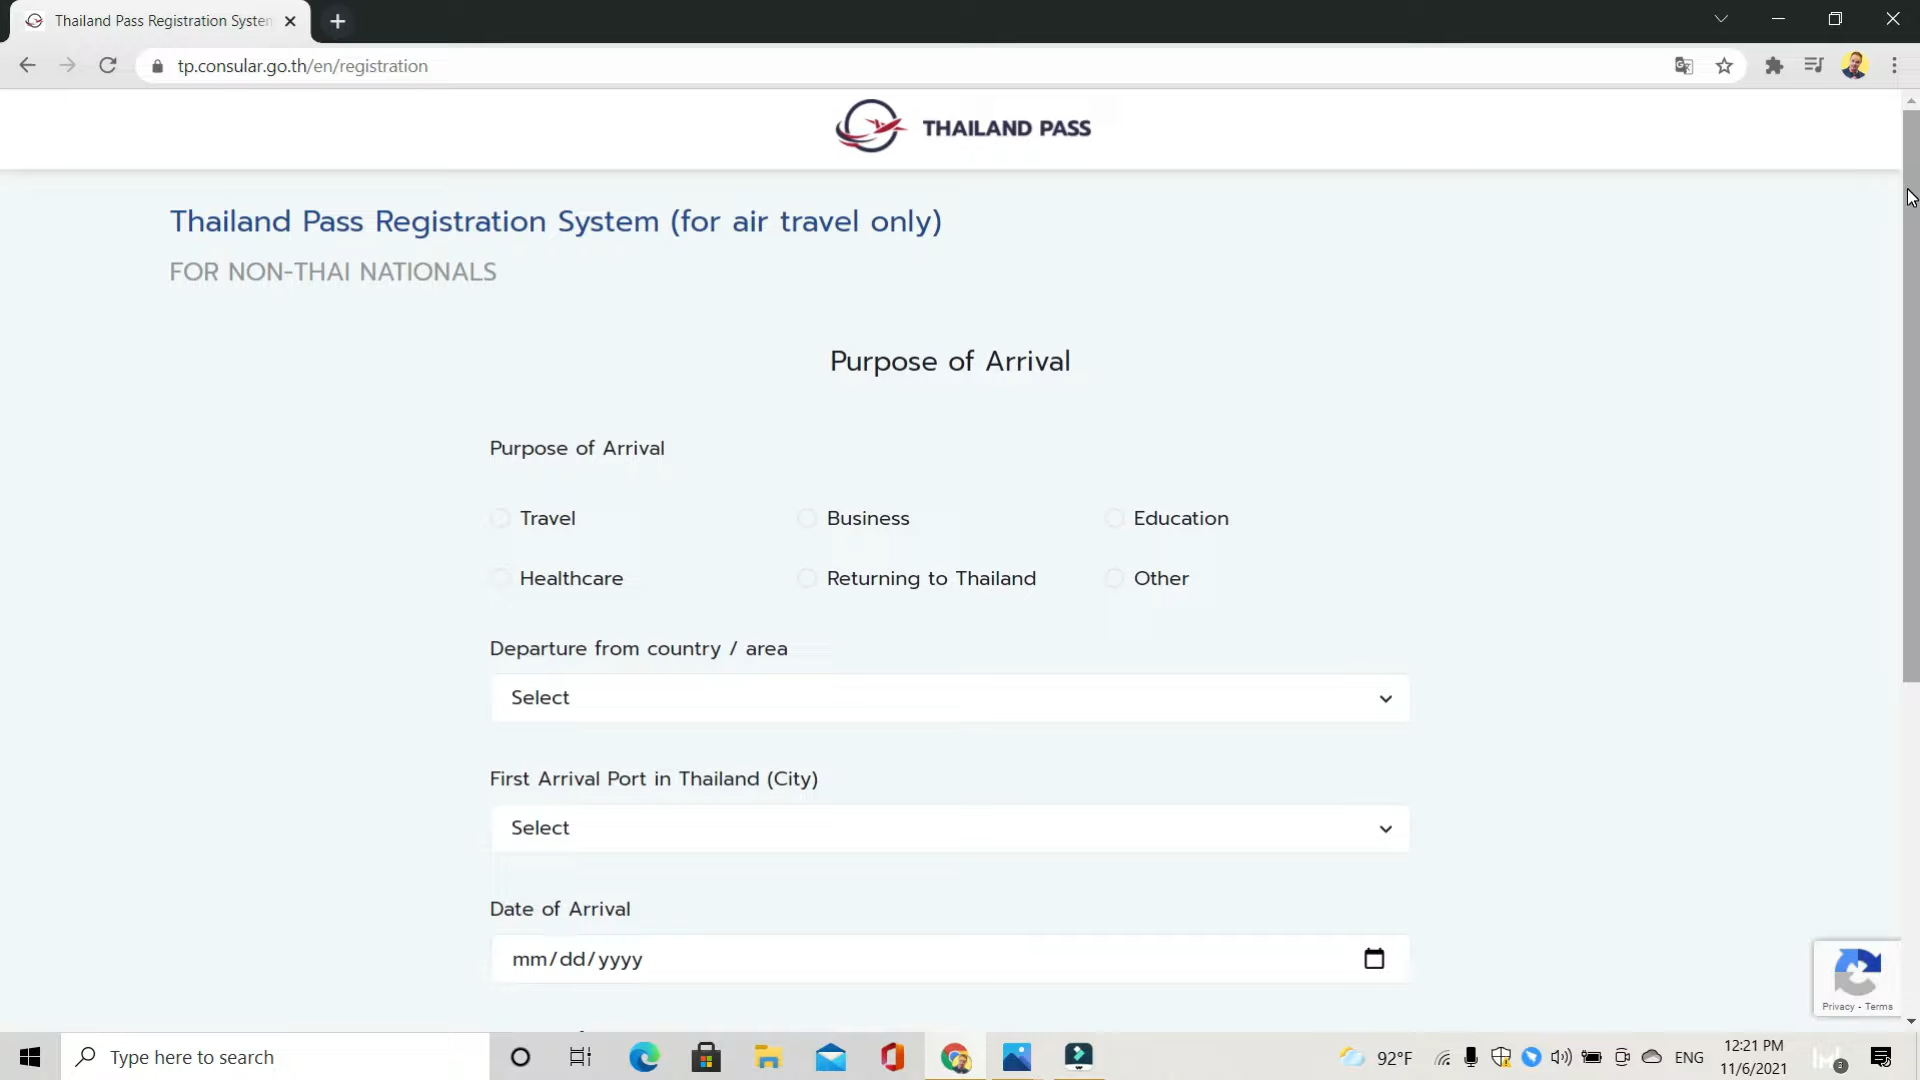 Thailand Pass Registration System
tp.consular.go.th/en/registration
THAILAND PASS
Thailand Pass Registration System (for air travel only)
FOR NON-THAI NATIONALS
Purpose of Arrival
Purpose of Arrival
Travel
Business
Education
Healthcare
Returning to Thailand
Other
Departure from country / area
Select
First Arrival Port in Thailand (City)
Select
Date of Arrival
mm/dd/yyyy
Privacy - Terms
Type here to search
92°F
ENG
12:21 PM
11/6/2021
3